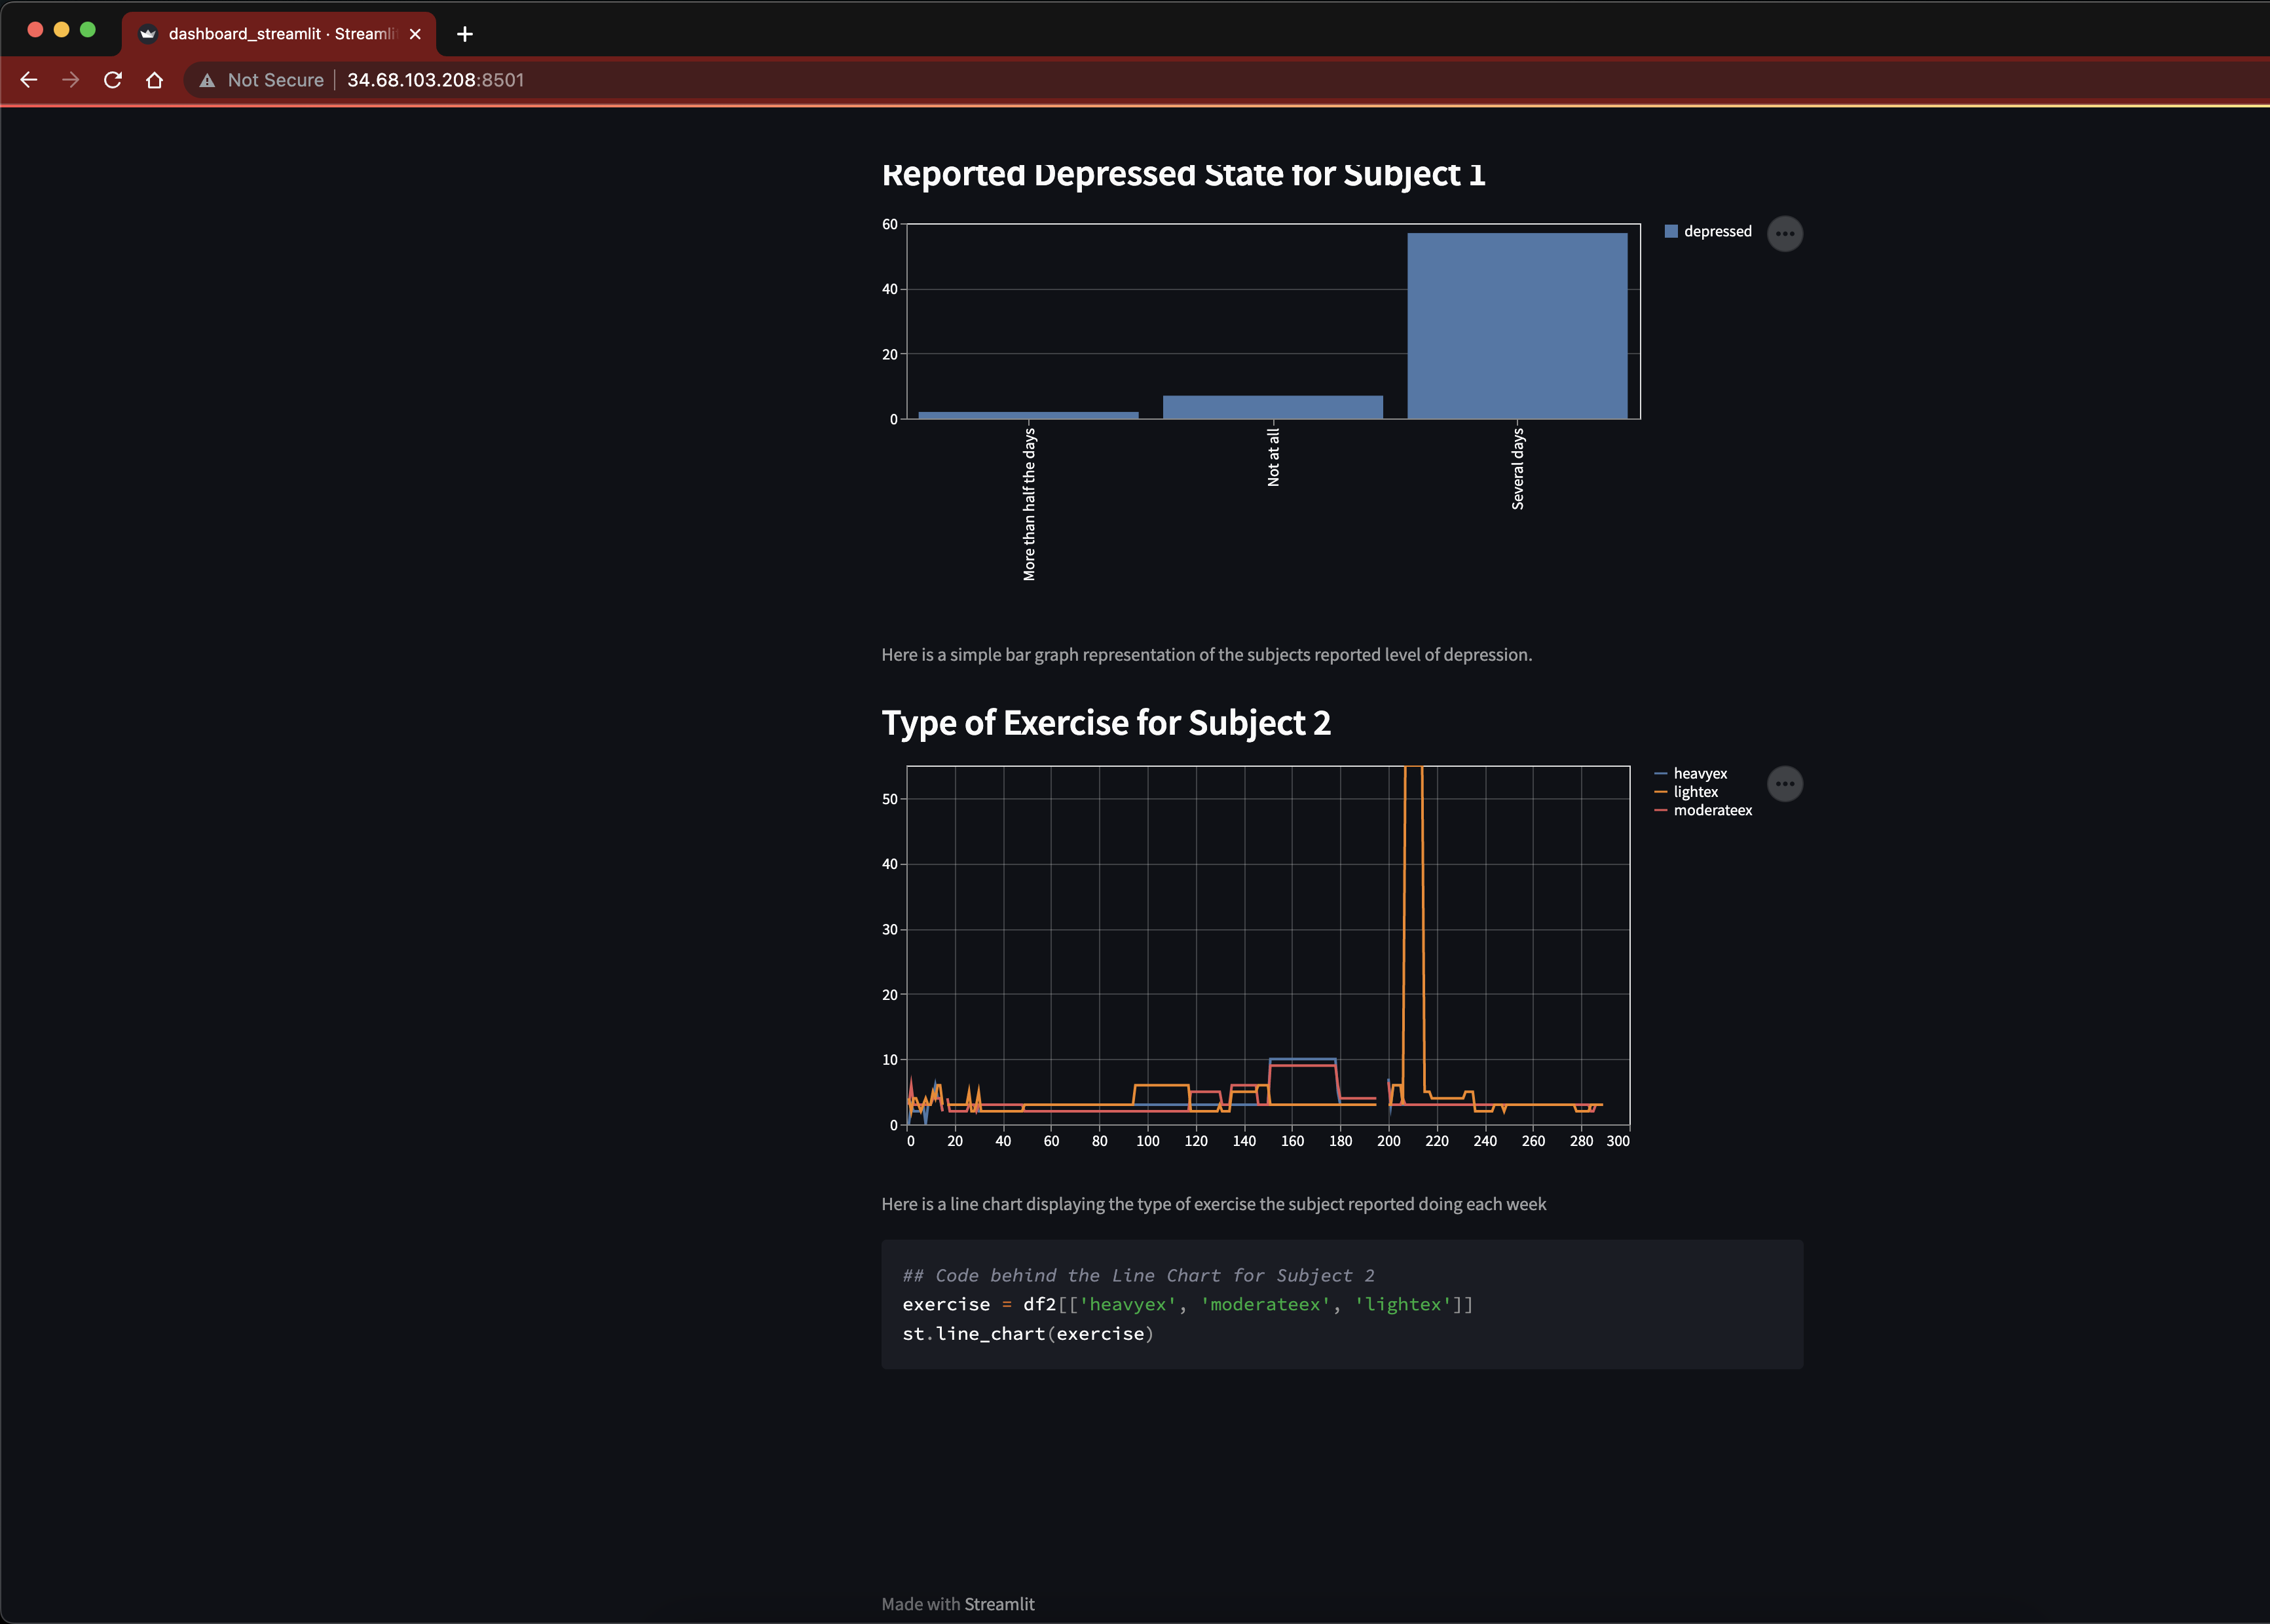 dashboard_streamlit · Streamli
Not Secure
34.68.103.208:8501
Reported Depressed State for Subject 1
60
40
20
0
More than half the days
Not at all
Several days
depressed
Here is a simple bar graph representation of the subjects reported level of depression.
Type of Exercise for Subject 2
50
40
30
20
10
0
0 20 40 60 80 100 120 140 160 180 200 220 240 260 280 300
heavyex
lightex
moderateex
Here is a line chart displaying the type of exercise the subject reported doing each week
## Code behind the Line Chart for Subject 2
exercise = df2[['heavyex', 'moderateex', 'lightex']]
st.line_chart(exercise)
Made with Streamlit